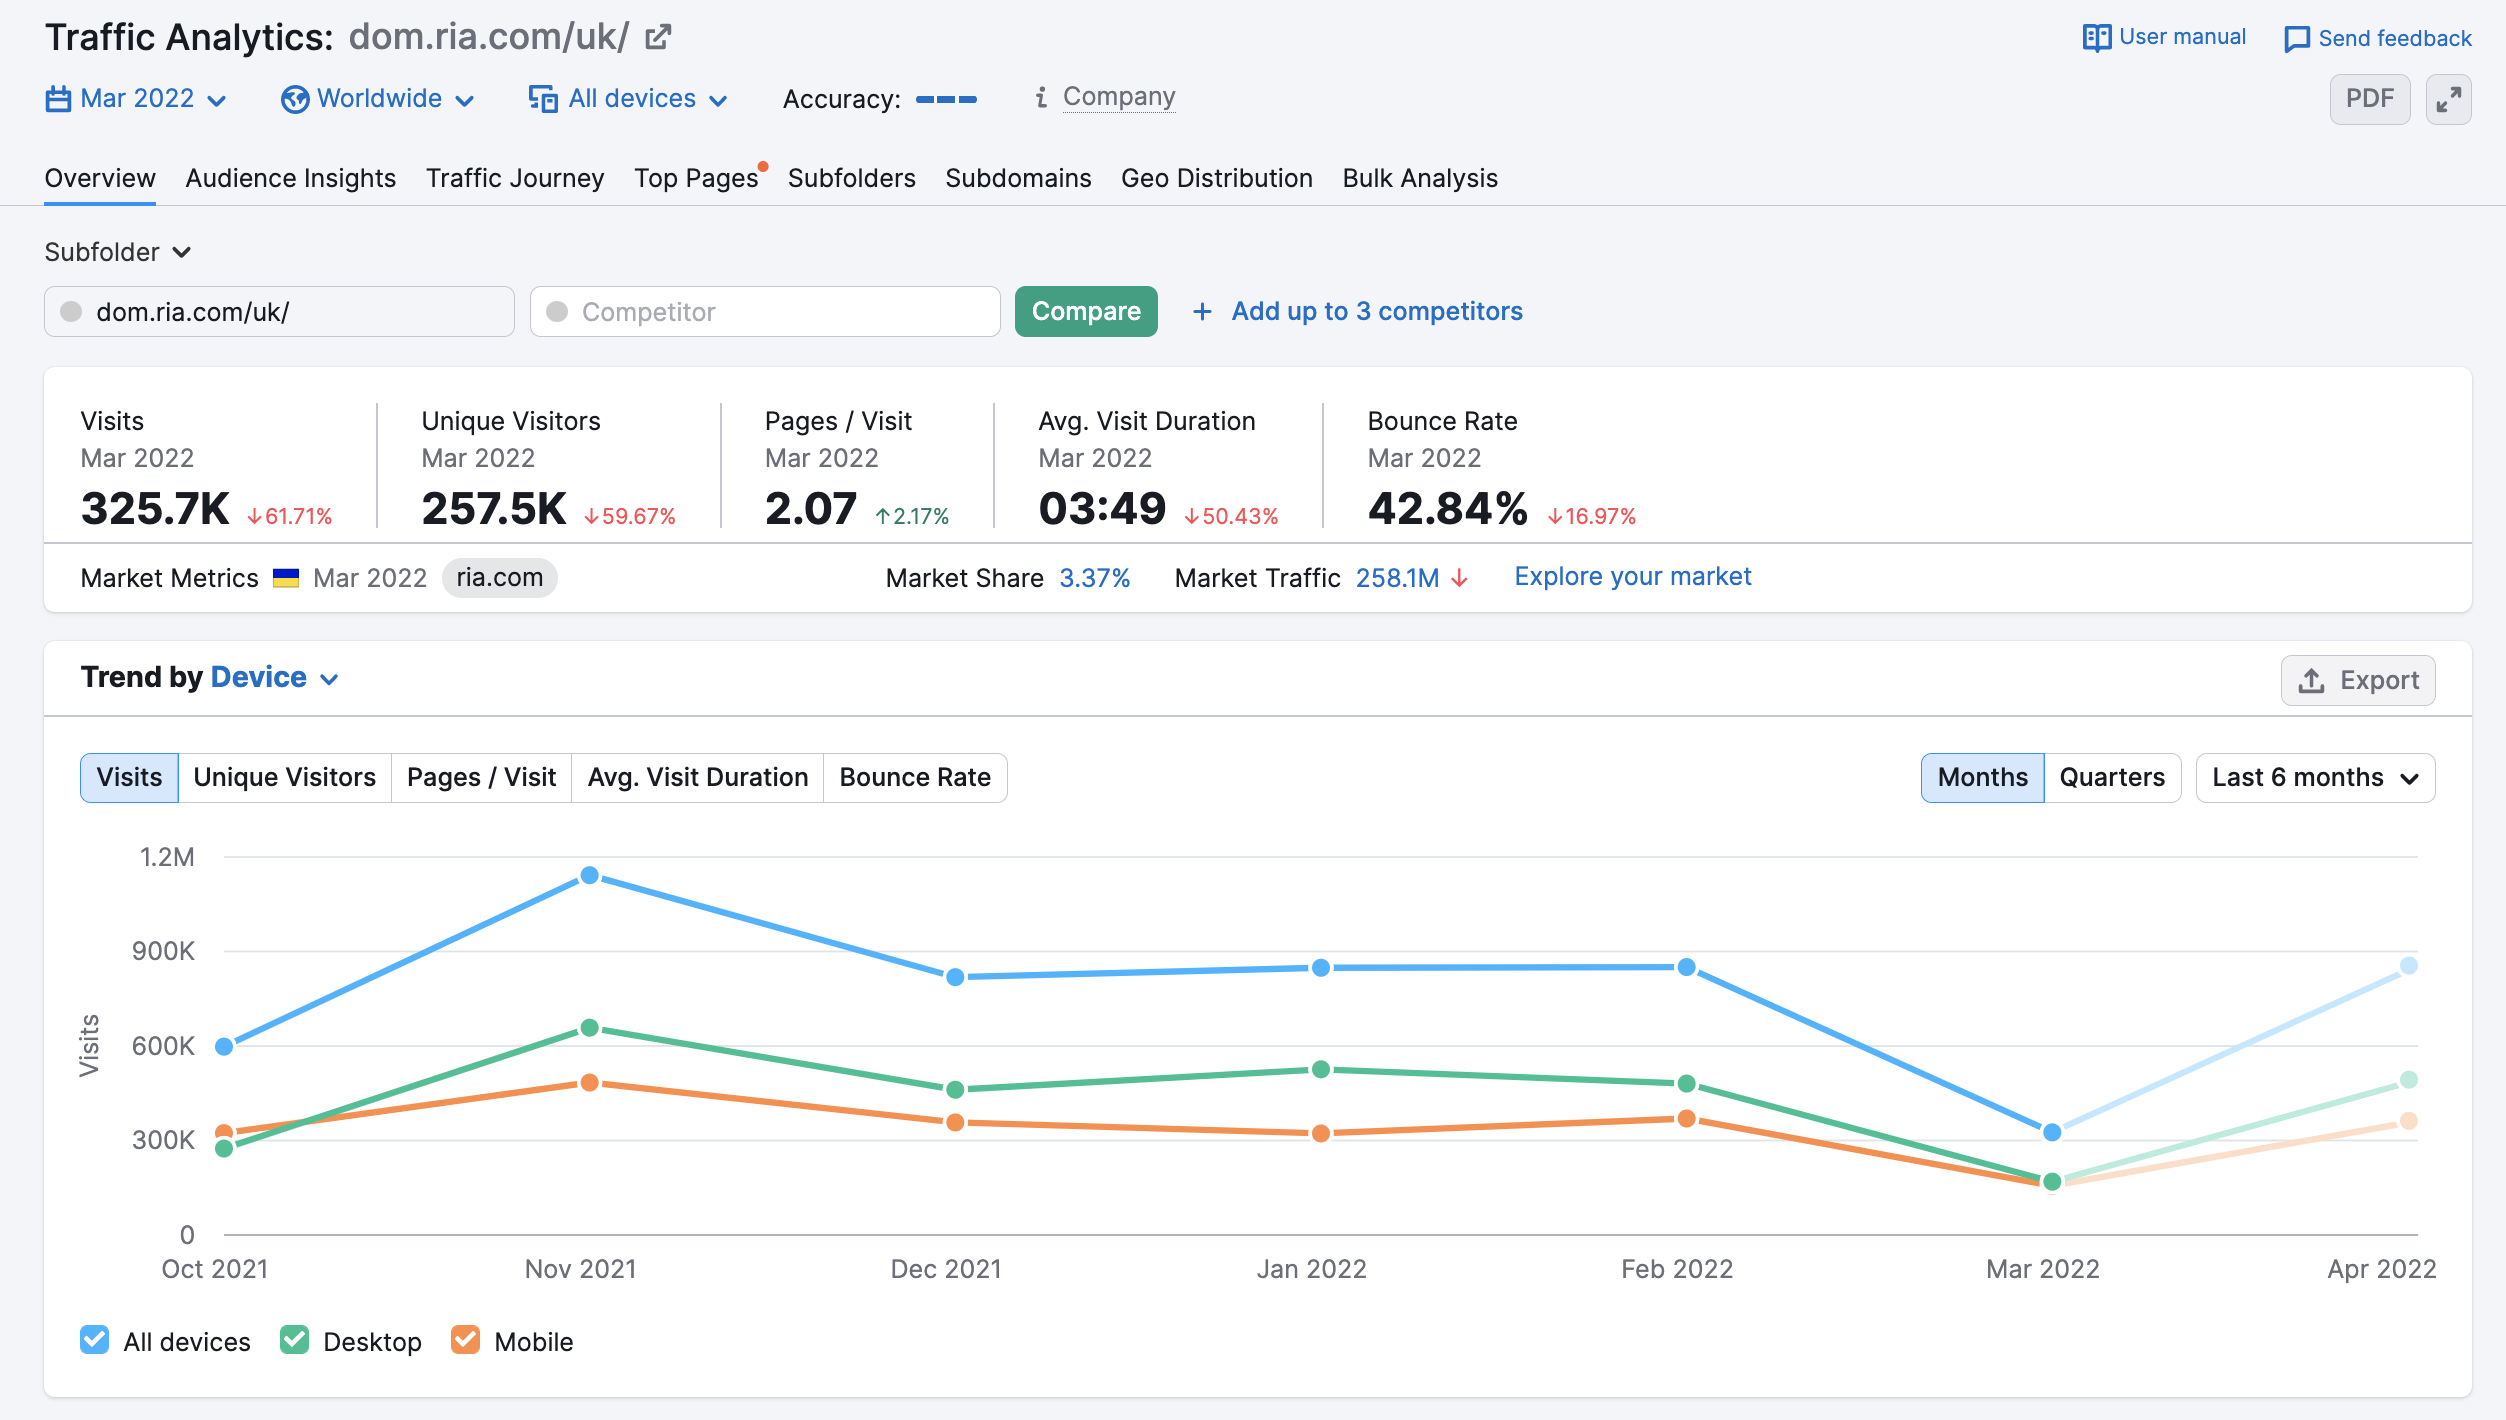 Traffic Analytics: dom.ria.com/uk/
User manual
Send feedback
Mar 2022 Worldwide All devices Accuracy: i Company
PDF
Overview Audience Insights Traffic Journey Top Pages Subfolders Subdomains Geo Distribution Bulk Analysis
Subfolder
dom.ria.com/uk/ Competitor Compare + Add up to 3 competitors
Visits Unique Visitors Pages / Visit Avg. Visit Duration Bounce Rate
Mar 2022 Mar 2022 Mar 2022 Mar 2022 Mar 2022
325.7K ↓61.71% 257.5K ↓59.67% 2.07 ↑2.17% 03:49 ↓50.43% 42.84% ↓16.97%
Market Metrics Mar 2022 ria.com Market Share 3.37% Market Traffic 258.1M ↓ Explore your market
Trend by Device
Export
Visits Unique Visitors Pages / Visit Avg. Visit Duration Bounce Rate
Months Quarters Last 6 months
1.2M
900K
600K
300K
0
Visits
Oct 2021 Nov 2021 Dec 2021 Jan 2022 Feb 2022 Mar 2022 Apr 2022
All devices Desktop Mobile